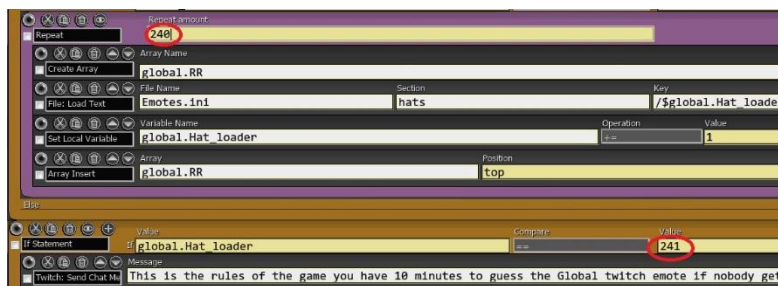 Repeat amount
Repeat 240
Array Name
Create Array global.RR
File Name Section Key
File: Load Text Emotes.ini hats /$global.Hat_loade
Variable Name Operation Value
Set Local Variable global.Hat_loader += 1
Array Position
Array Insert global.RR top
Else
Value Compare Value
If Statement If global.Hat_loader == 241
Message
Twitch: Send Chat Me This is the rules of the game you have 10 minutes to guess the Global twitch emote if nobody get